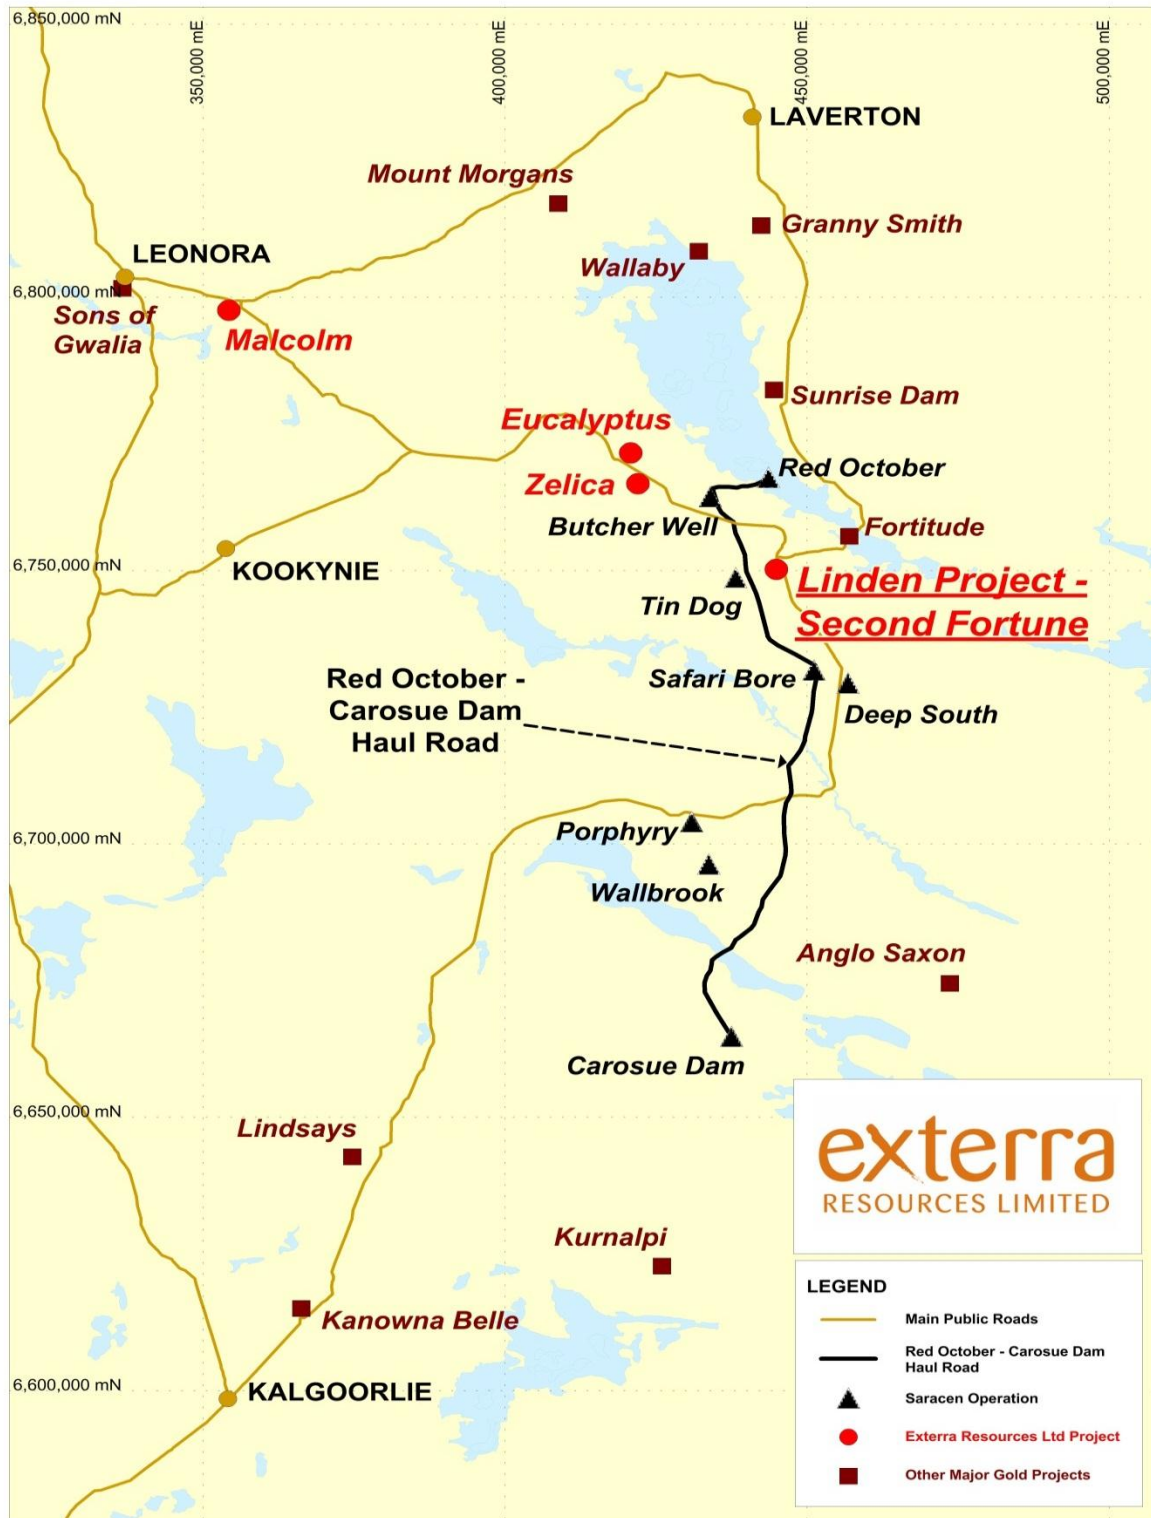 6,850,000 mN
350,000 mE
400,000 mE
450,000 mE
500,000 mE
LAVERTON
Mount Morgans
Granny Smith
LEONORA
Wallaby
6,800,000 mN
Sons of
Gwalia
Malcolm
Sunrise Dam
Eucalyptus
Red October
Zelica
Butcher Well
Fortitude
6,750,000 mN
KOOKYNIE
Linden Project -
Second Fortune
Tin Dog
Safari Bore
Red October -
Carosue Dam
Haul Road
Deep South
6,700,000 mN
Porphyry
Wallbrook
Anglo Saxon
Carosue Dam
6,650,000 mN
Lindsays
exterra
RESOURCES LIMITED
Kurnalpi
Kanowna Belle
6,600,000 mN
KALGOORLIE
LEGEND
Main Public Roads
Red October - Carosue Dam
Haul Road
Saracen Operation
Exterra Resources Ltd Project
Other Major Gold Projects